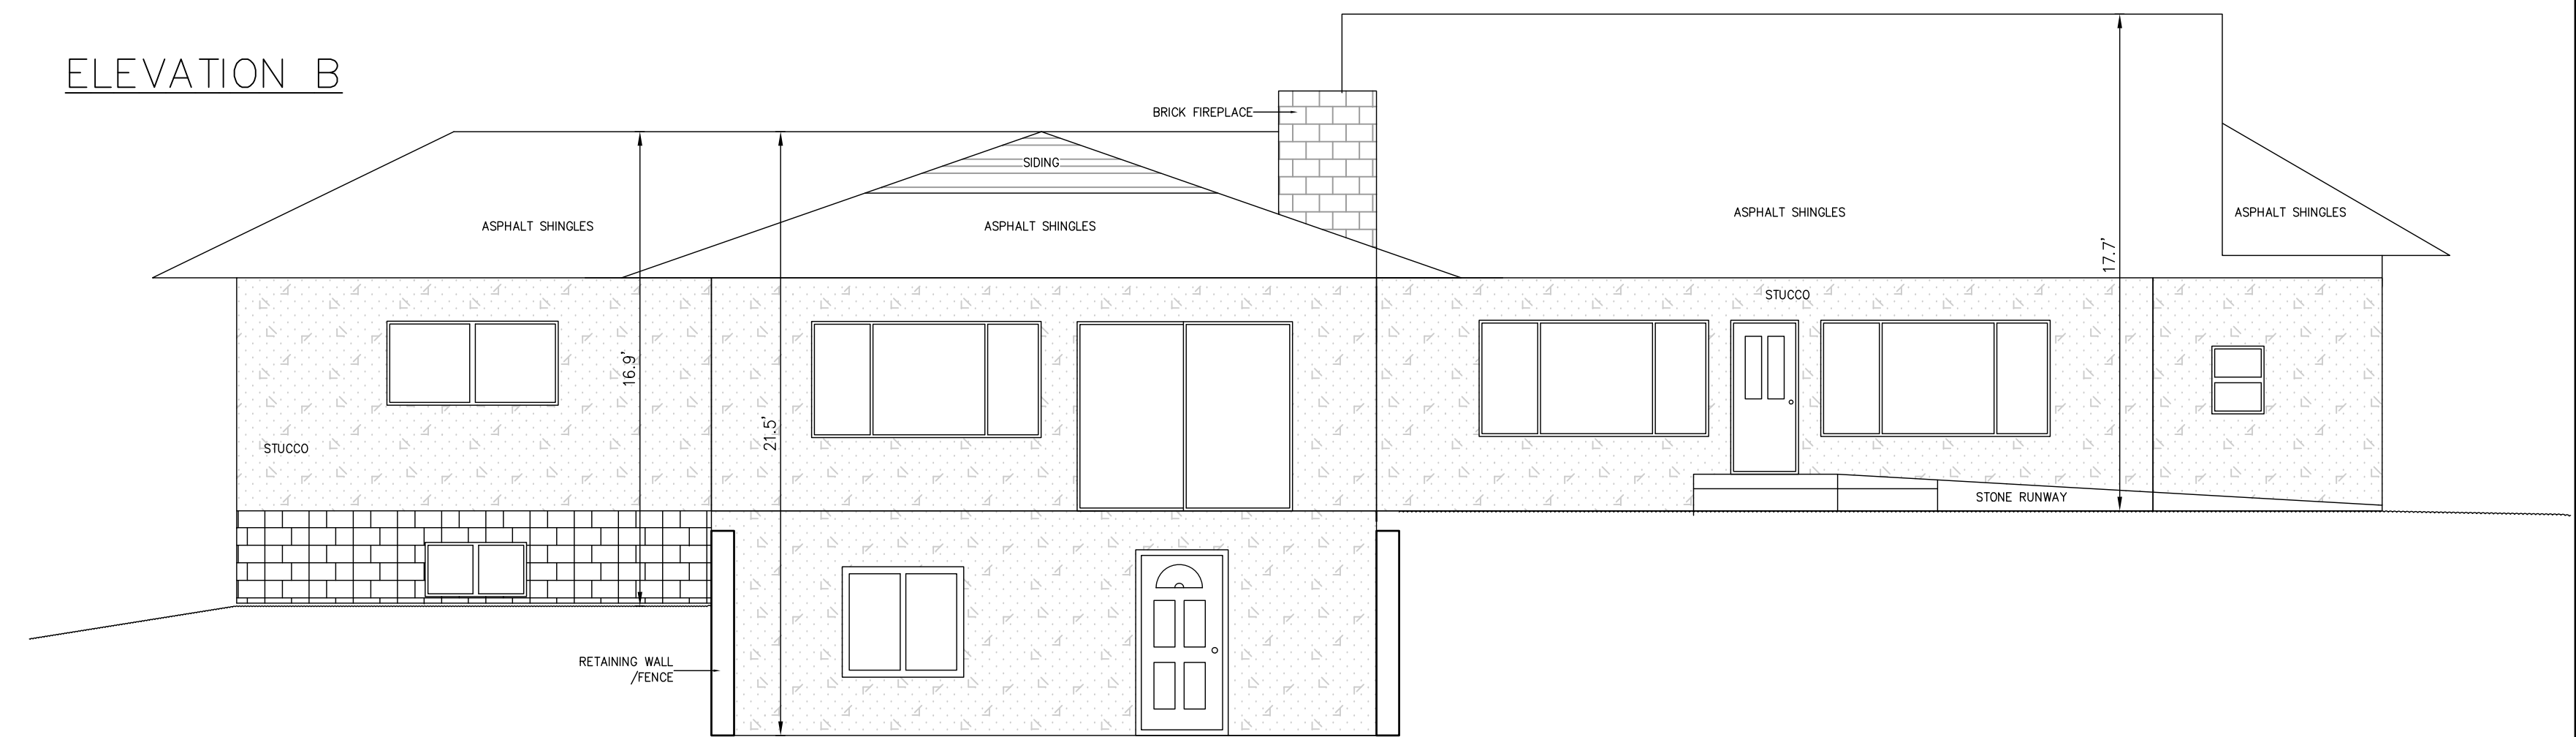 ELEVATION B
BRICK FIREPLACE
SIDING
ASPHALT SHINGLES
ASPHALT SHINGLES
ASPHALT SHINGLES
ASPHALT SHINGLES
17.7'
STUCCO
16.9'
21.5'
STUCCO
STONE RUNWAY
RETAINING WALL
/FENCE